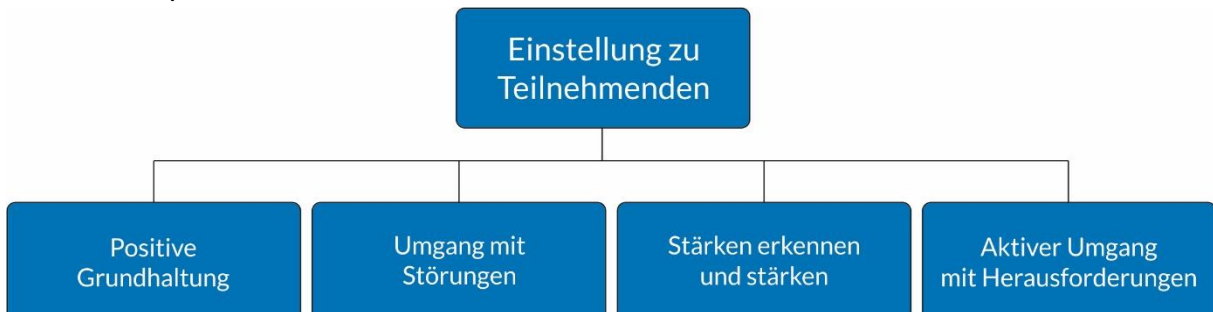 Einstellung zu
Teilnehmenden
Positive
Grundhaltung
Umgang mit
Störungen
Stärken erkennen
und stärken
Aktiver Umgang
mit Herausforderungen